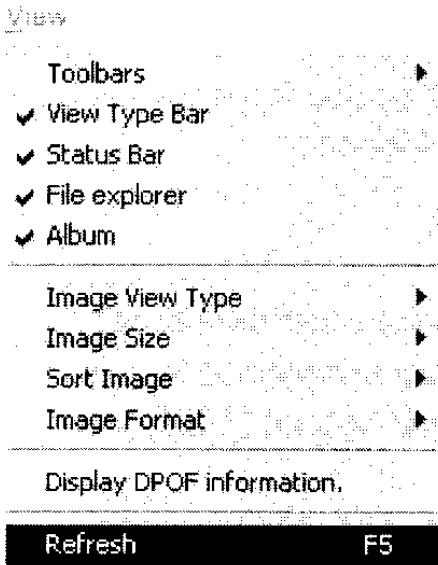 View
Toolbars
View Type Bar
Status Bar
File explorer
Album
Image View Type
Image Size
Sort Image
Image Format
Display DPOF information.
Refresh F5